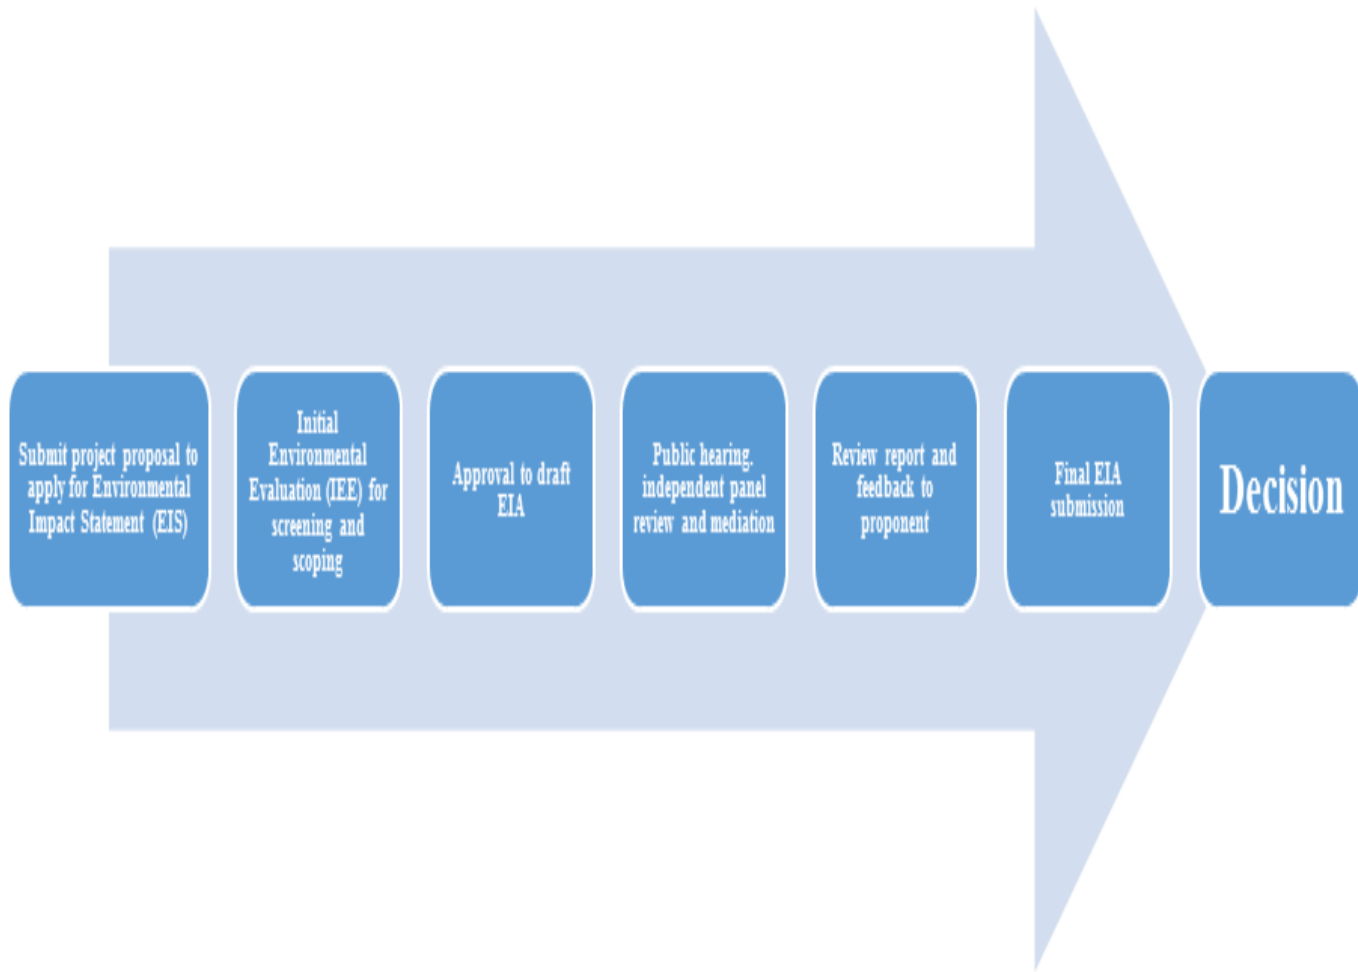 Submit project proposal to
apply for Environmental
Impact Statement (EIS)
Initial
Environmental
Evaluation (IEE) for
screening and
scoping
Approval to draft
EIA
Public hearing.
independent panel
review and mediation
Review report and
feedback to
proponent
Final EIA
submission
Decision